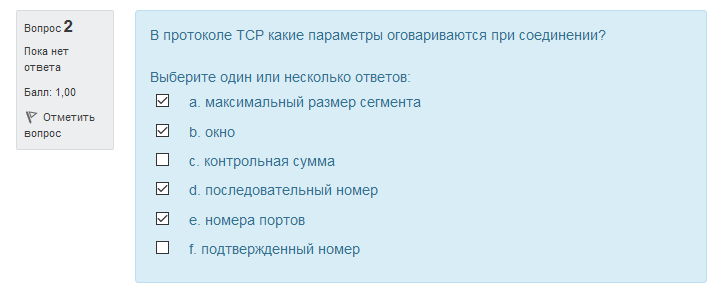 Вопрос 2
Пока нет
ответа
Балл: 1,00
Отметить
вопрос
В протоколе TCP какие параметры оговариваются при соединении?
Выберите один или несколько ответов:
a. максимальный размер сегмента
b. окно
c. контрольная сумма
d. последовательный номер
e. номера портов
f. подтвержденный номер